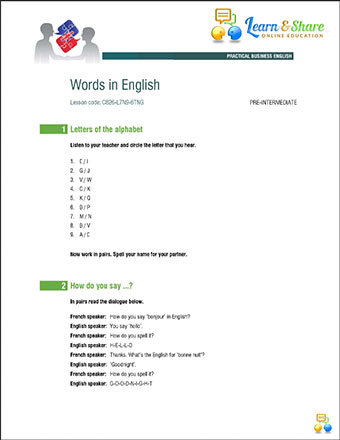 Learn & Share
ONLINE EDUCATION
PRACTICAL BUSINESS ENGLISH
Words in English
Lesson code: C826-L7N9-6TNG
PRE-INTERMEDIATE
1 Letters of the alphabet
Listen to your teacher and circle the letter that you hear.
1. E / I
2. G / J
3. V / W
4. C / K
5. K / Q
6. B / P
7. M / N
8. B / V
9. A / E
Now work in pairs. Spell your name for your partner.
2 How do you say ...?
In pairs read the dialogue below.
French speaker: How do you say 'bonjour' in English?
English speaker: You say 'hello'.
French speaker: How do you spell it?
English speaker: H-E-L-L-O
French speaker: Thanks. What's the English for 'bonne nuit'?
English speaker: 'Goodnight'.
French speaker: How do you spell it?
English speaker: G-O-O-D-N-I-G-H-T